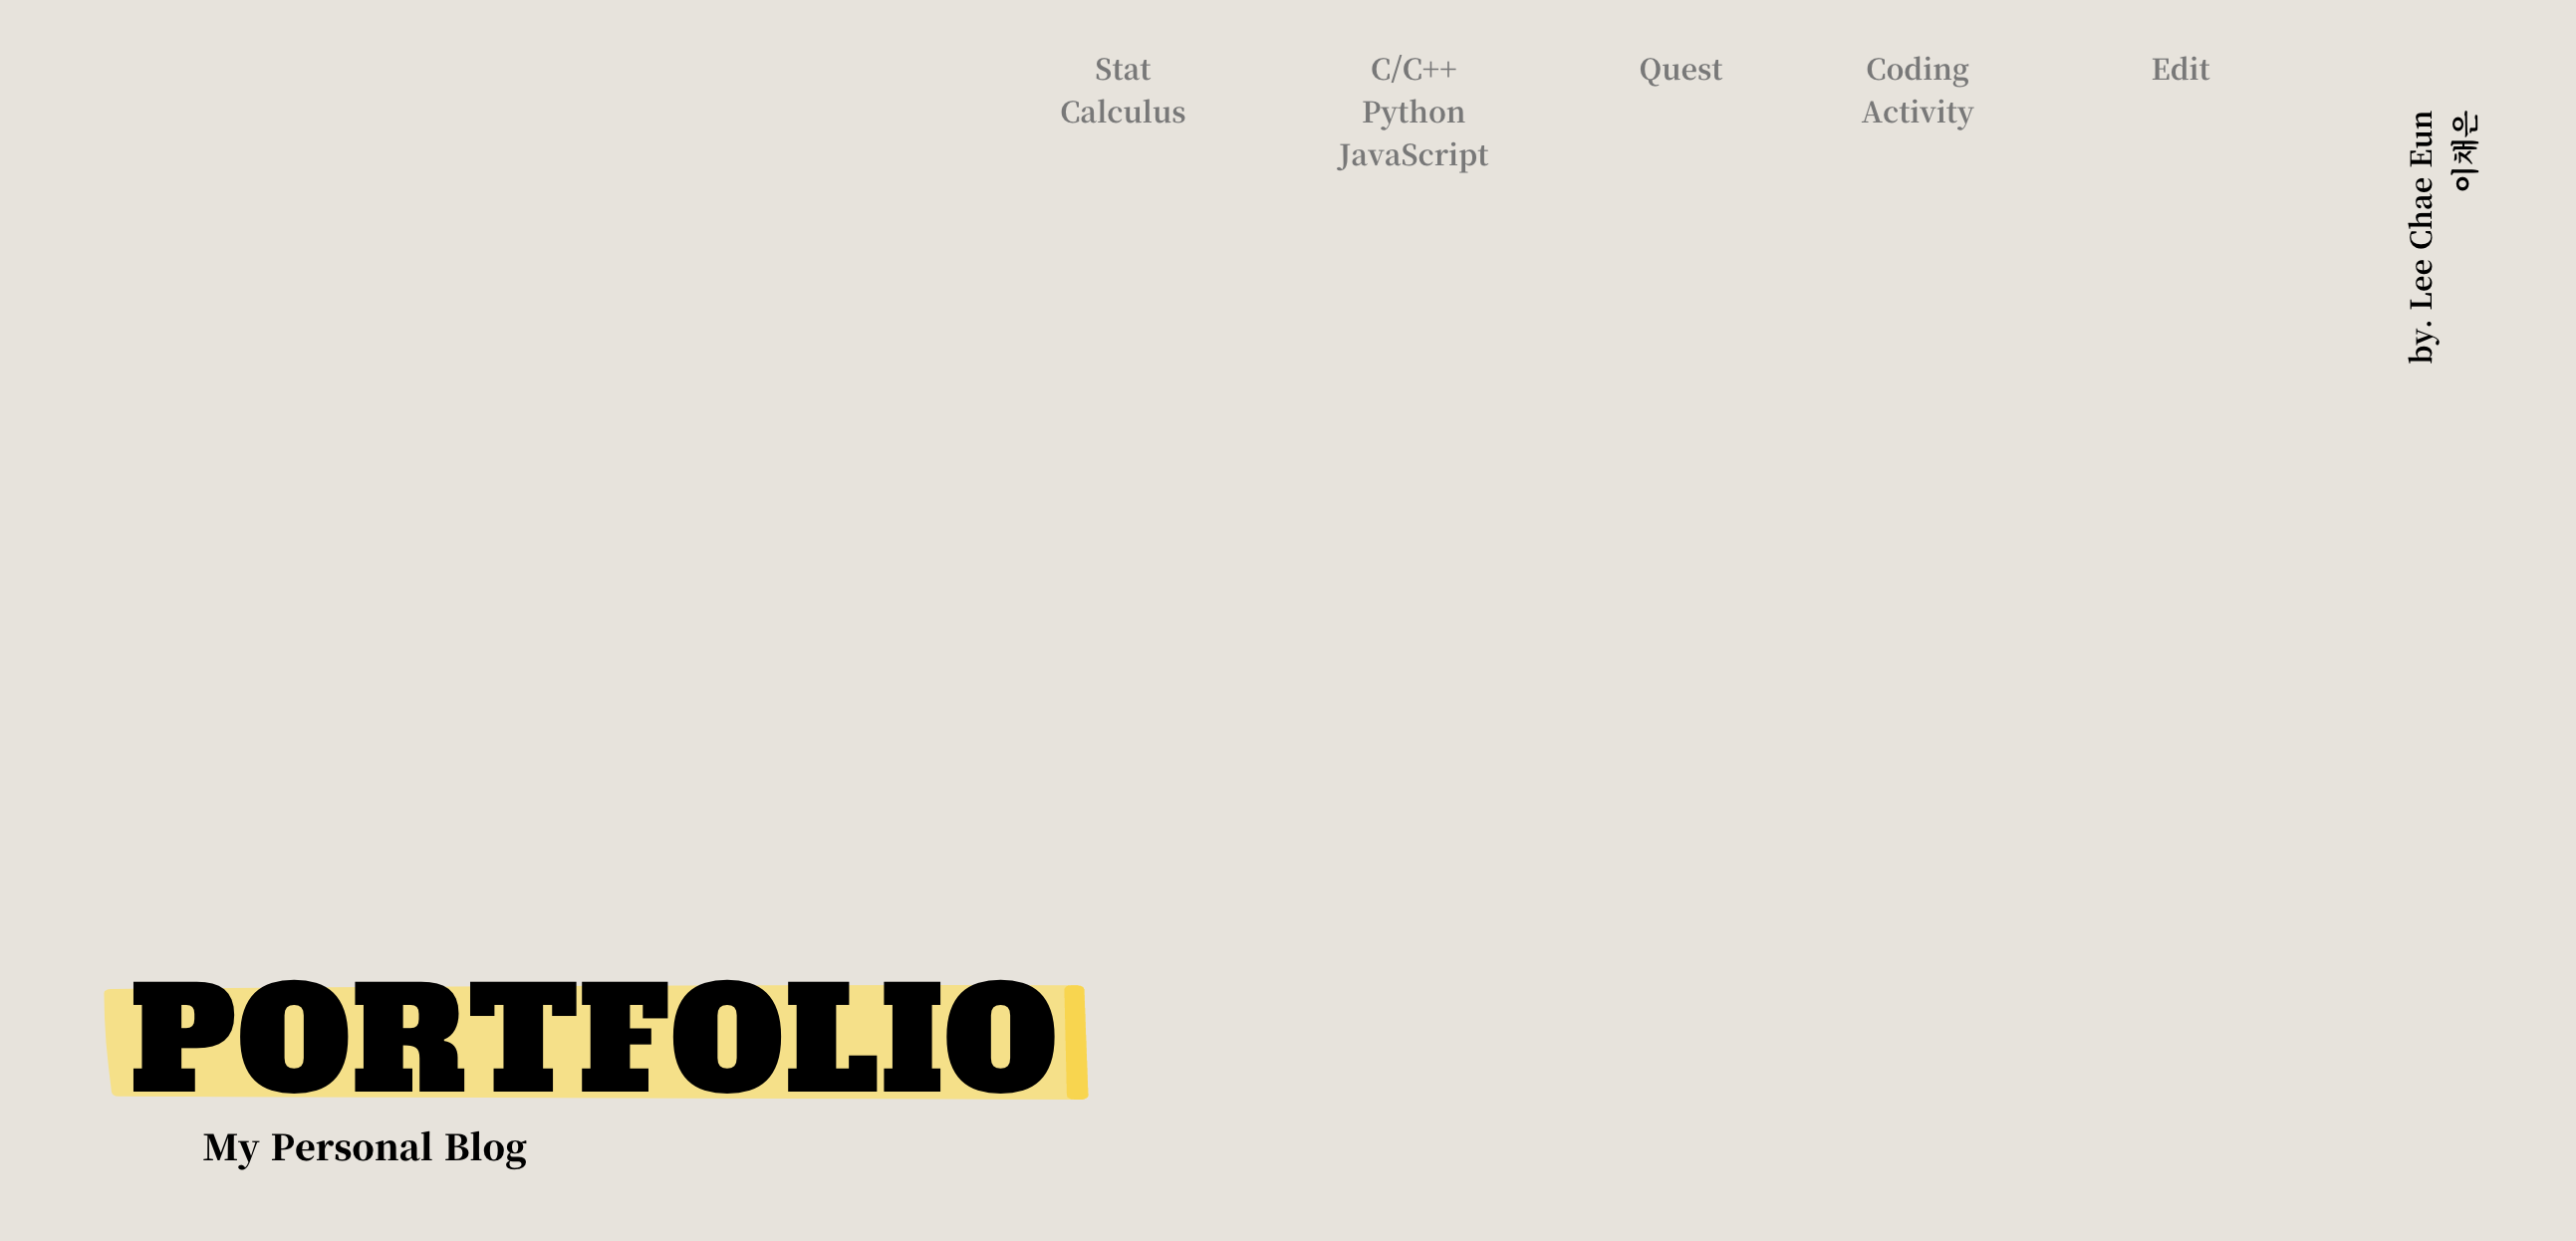 Stat
Calculus
C/C++
Python
JavaScript
Quest
Coding
Activity
Edit
by. Lee Chae Eun
이채은
PORTFOLIO
My Personal Blog